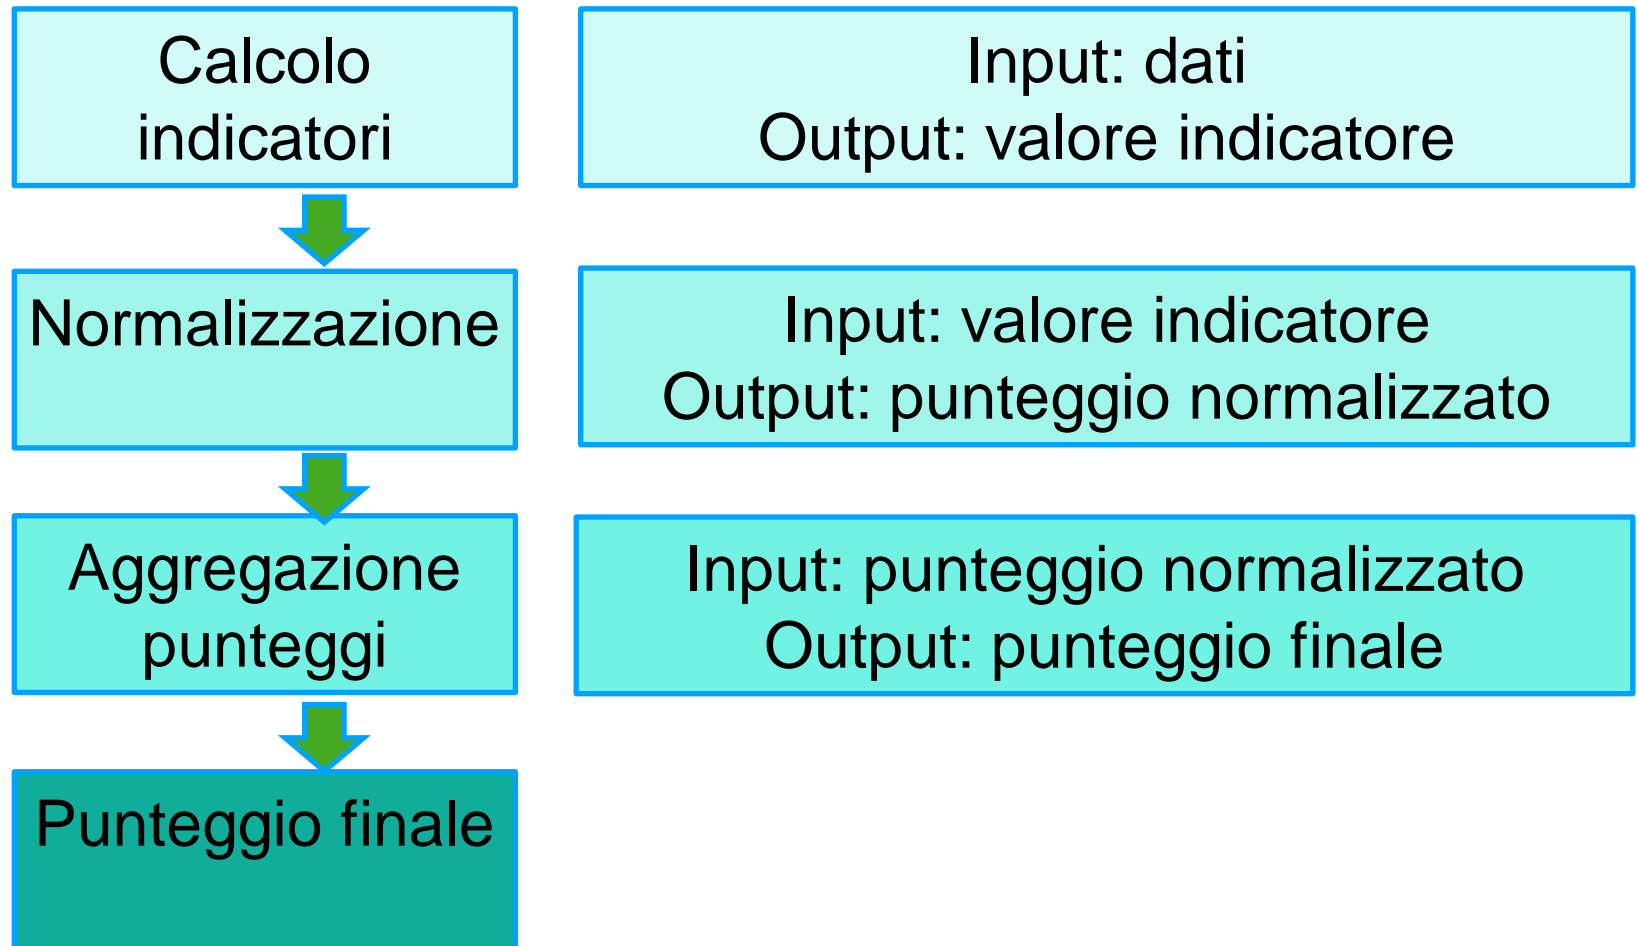 Calcolo
indicatori
Input: dati
Output: valore indicatore
Normalizzazione
Input: valore indicatore
Output: punteggio normalizzato
Aggregazione
punteggi
Input: punteggio normalizzato
Output: punteggio finale
Punteggio finale